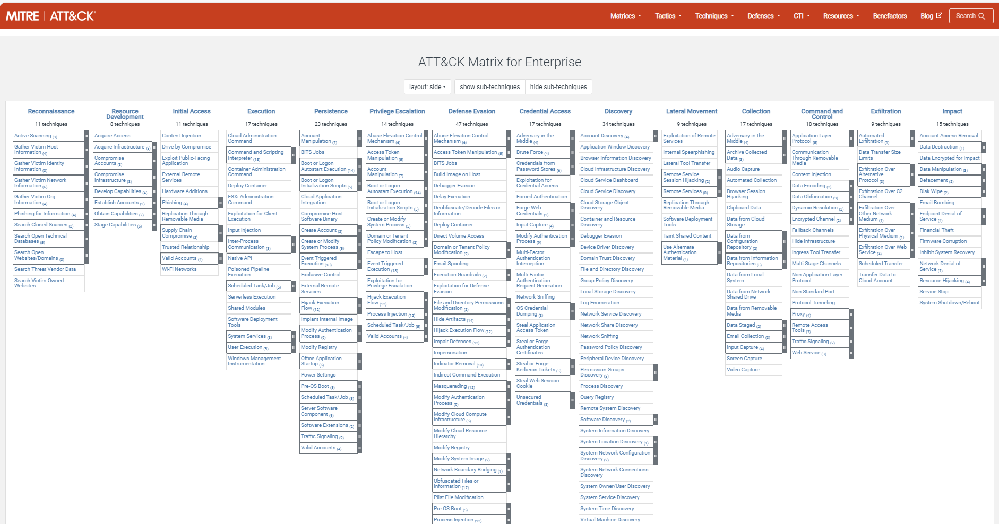 MITRE | ATT&CK®
Matrices
Tactics
Techniques
Defenses
CTI
Resources
Benefactors
Blog
Search
ATT&CK Matrix for Enterprise
layout: side
show sub-techniques
hide sub-techniques
Reconnaissance
11 techniques
Active Scanning (3)
Gather Victim Host
Information (4)
Gather Victim Identity
Information (3)
Gather Victim Network
Information (6)
Gather Victim Org
Information (4)
Phishing for Information (4)
Search Closed Sources (2)
Search Open Technical
Databases (5)
Search Open
Websites/Domains (3)
Search Threat Vendor Data
Search Victim-Owned
Websites
Resource
Development
8 techniques
Acquire Access
Acquire Infrastructure (8)
Compromise
Accounts (3)
Compromise
Infrastructure (8)
Develop Capabilities (4)
Establish Accounts (3)
Obtain Capabilities (7)
Stage Capabilities (6)
Initial Access
11 techniques
Content Injection
Drive-by Compromise
Exploit Public-Facing
Application
External Remote
Services
Hardware Additions
Phishing (4)
Replication Through
Removable Media
Supply Chain
Compromise (3)
Trusted Relationship
Valid Accounts (4)
Wi-Fi Networks
Execution
17 techniques
Cloud Administration
Command
Command and Scripting
Interpreter (13)
Container Administration
Command
Deploy Container
ESXi Administration
Command
Exploitation for Client
Execution
Input Injection
Inter-Process
Communication (3)
Native API
Poisoned Pipeline
Execution
Scheduled Task/Job (5)
Serverless Execution
Shared Modules
Software Deployment
Tools
System Services (3)
User Execution (5)
Windows Management
Instrumentation
Persistence
23 techniques
Account
Manipulation (7)
BITS Jobs
Boot or Logon
Autostart Execution (14)
Boot or Logon
Initialization Scripts (5)
Cloud Application
Integration
Compromise Host
Software Binary
Create Account (3)
Create or Modify
System Process (5)
Event Triggered
Execution (18)
Exclusive Control
External Remote
Services
Hijack Execution
Flow (12)
Implant Internal Image
Modify Authentication
Process (9)
Modify Registry
Office Application
Startup (6)
Power Settings
Pre-OS Boot (5)
Scheduled Task/Job (5)
Server Software
Component (6)
Software Extensions (2)
Traffic Signaling (2)
Valid Accounts (4)
Privilege Escalation
14 techniques
Abuse Elevation Control
Mechanism (6)
Access Token
Manipulation (5)
Account
Manipulation (7)
Boot or Logon
Autostart Execution (14)
Boot or Logon
Initialization Scripts (5)
Create or Modify
System Process (5)
Domain or Tenant
Policy Modification (2)
Escape to Host
Event Triggered
Execution (18)
Exploitation for
Privilege Escalation
Hijack Execution
Flow (12)
Process Injection (12)
Scheduled Task/Job (5)
Valid Accounts (4)
Defense Evasion
47 techniques
Abuse Elevation Control
Mechanism (6)
Access Token Manipulation (5)
BITS Jobs
Build Image on Host
Debugger Evasion
Delay Execution
Deobfuscate/Decode Files or
Information
Deploy Container
Direct Volume Access
Domain or Tenant Policy
Modification (2)
Email Spoofing
Execution Guardrails (2)
Exploitation for Defense
Evasion
File and Directory Permissions
Modification (2)
Hide Artifacts (14)
Hijack Execution Flow (12)
Impair Defenses (12)
Impersonation
Indicator Removal (10)
Indirect Command Execution
Masquerading (12)
Modify Authentication
Process (9)
Modify Cloud Compute
Infrastructure (5)
Modify Cloud Resource
Hierarchy
Modify Registry
Modify System Image (2)
Network Boundary Bridging (1)
Obfuscated Files or
Information (17)
Plist File Modification
Pre-OS Boot (5)
Process Injection (12)
Credential Access
17 techniques
Adversary-in-the-
Middle (4)
Brute Force (4)
Credentials from
Password Stores (6)
Exploitation for
Credential Access
Forced Authentication
Forge Web
Credentials (2)
Input Capture (4)
Modify Authentication
Process (9)
Multi-Factor
Authentication
Interception
Multi-Factor
Authentication
Request Generation
Network Sniffing
OS Credential
Dumping (8)
Steal Application
Access Token
Steal or Forge
Authentication
Certificates
Steal or Forge
Kerberos Tickets (5)
Steal Web Session
Cookie
Unsecured
Credentials (8)
Discovery
34 techniques
Account Discovery (4)
Application Window Discovery
Browser Information Discovery
Cloud Infrastructure Discovery
Cloud Service Dashboard
Cloud Service Discovery
Cloud Storage Object
Discovery
Container and Resource
Discovery
Debugger Evasion
Device Driver Discovery
Domain Trust Discovery
File and Directory Discovery
Group Policy Discovery
Local Storage Discovery
Log Enumeration
Network Service Discovery
Network Share Discovery
Network Sniffing
Password Policy Discovery
Peripheral Device Discovery
Permission Groups
Discovery (3)
Process Discovery
Query Registry
Remote System Discovery
Software Discovery (2)
System Information Discovery
System Location Discovery (1)
System Network Configuration
Discovery (2)
System Network Connections
Discovery
System Owner/User Discovery
System Service Discovery
System Time Discovery
Virtual Machine Discovery
Lateral Movement
9 techniques
Exploitation of Remote
Services
Internal Spearphishing
Lateral Tool Transfer
Remote Service
Session Hijacking (2)
Remote Services (8)
Replication Through
Removable Media
Software Deployment
Tools
Taint Shared Content
Use Alternate
Authentication
Material (4)
Collection
17 techniques
Adversary-in-the-
Middle (4)
Archive Collected
Data (3)
Audio Capture
Automated Collection
Browser Session
Hijacking
Clipboard Data
Data from Cloud
Storage
Data from
Configuration
Repository (2)
Data from Information
Repositories (6)
Data from Local
System
Data from Network
Shared Drive
Data from Removable
Media
Data Staged (2)
Email Collection (3)
Input Capture (4)
Screen Capture
Video Capture
Command and
Control
18 techniques
Application Layer
Protocol (5)
Communication
Through Removable
Media
Content Injection
Data Encoding (2)
Data Obfuscation (3)
Dynamic Resolution (3)
Encrypted Channel (2)
Fallback Channels
Hide Infrastructure
Ingress Tool Transfer
Multi-Stage Channels
Non-Application Layer
Protocol
Non-Standard Port
Protocol Tunneling
Proxy (4)
Remote Access
Tools (3)
Traffic Signaling (2)
Web Service (3)
Exfiltration
9 techniques
Automated
Exfiltration (1)
Data Transfer Size
Limits
Exfiltration Over
Alternative
Protocol (3)
Exfiltration Over C2
Channel
Exfiltration Over
Other Network
Medium (1)
Exfiltration Over
Physical Medium (1)
Exfiltration Over Web
Service (4)
Scheduled Transfer
Transfer Data to
Cloud Account
Impact
15 techniques
Account Access Removal
Data Destruction (1)
Data Encrypted for Impact
Data Manipulation (3)
Defacement (2)
Disk Wipe (2)
Email Bombing
Endpoint Denial of
Service (4)
Financial Theft
Firmware Corruption
Inhibit System Recovery
Network Denial of
Service (2)
Resource Hijacking (4)
Service Stop
System Shutdown/Reboot